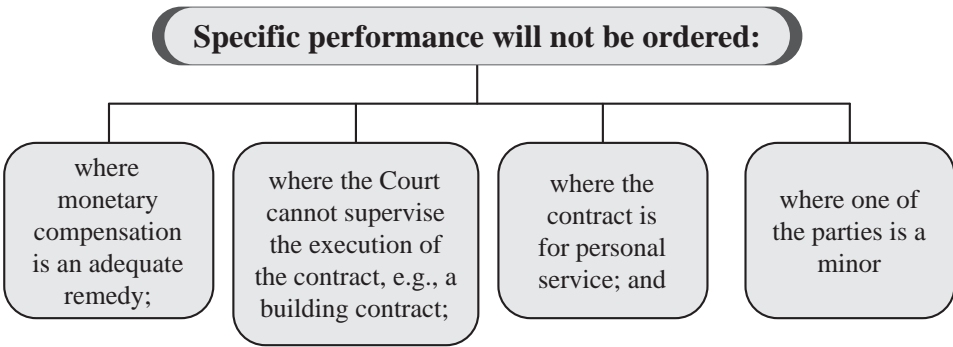 Specific performance will not be ordered:
where
monetary
compensation
is an adequate
remedy;
where the Court
cannot supervise
the execution of
the contract, e.g., a
building contract;
where the
contract is
for personal
service; and
where one of
the parties is a
minor